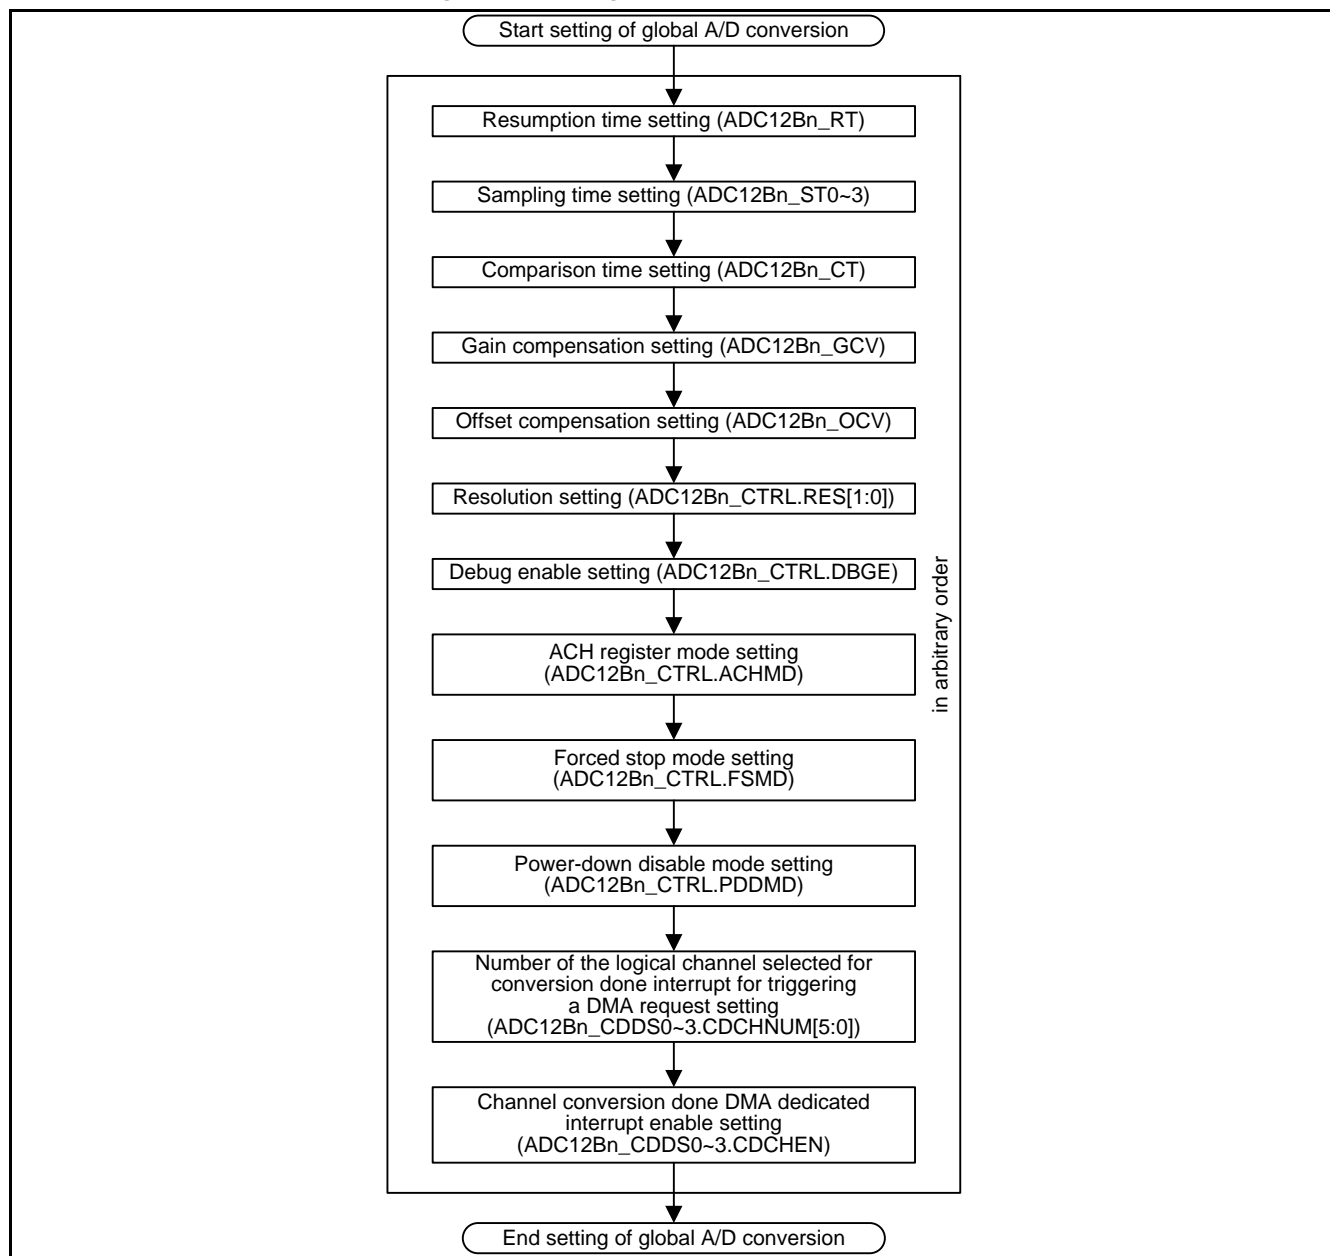 Start setting of global A/D conversion
Resumption time setting (ADC12Bn_RT)
Sampling time setting (ADC12Bn_ST0~3)
Comparison time setting (ADC12Bn_CT)
Gain compensation setting (ADC12Bn_GCV)
Offset compensation setting (ADC12Bn_OCV)
Resolution setting (ADC12Bn_CTRL.RES[1:0])
Debug enable setting (ADC12Bn_CTRL.DBGE)
ACH register mode setting
(ADC12Bn_CTRL.ACHMD)
Forced stop mode setting
(ADC12Bn_CTRL.FSMD)
Power-down disable mode setting
(ADC12Bn_CTRL.PDDMD)
Number of the logical channel selected for
conversion done interrupt for triggering
a DMA request setting
(ADC12Bn_CDDS0~3.CDCHNUM[5:0])
Channel conversion done DMA dedicated
interrupt enable setting
(ADC12Bn_CDDS0~3.CDCHEN)
in arbitrary order
End setting of global A/D conversion